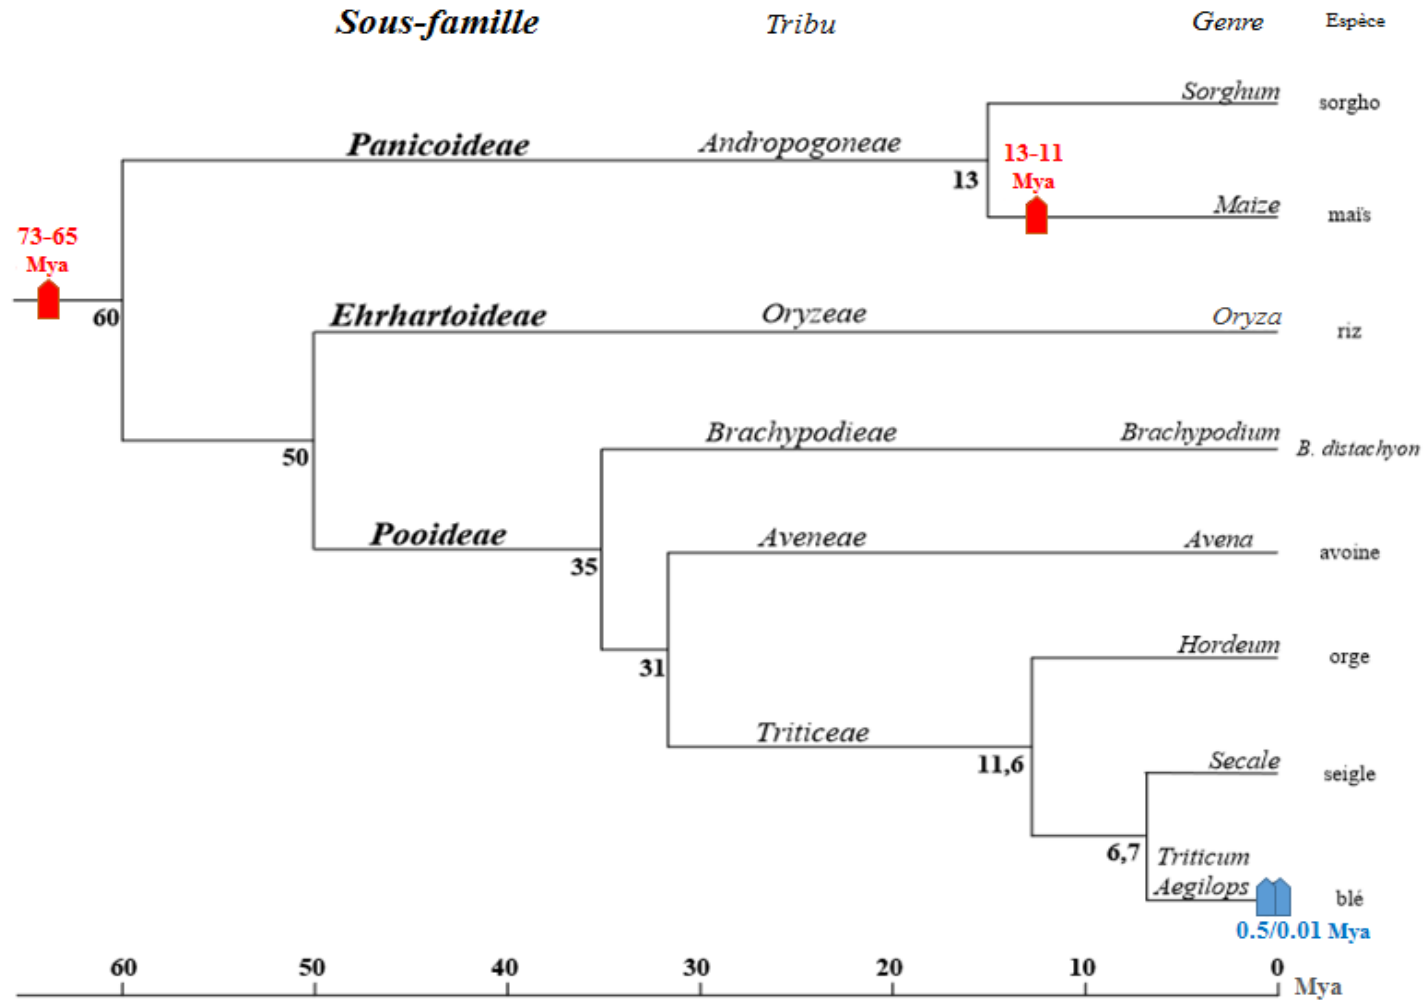 Sous-famille Tribu Genre Espèce
Sorghum sorgho
Panicoideae Andropogoneae
13-11
Mya
13
Maize maïs
73-65
Mya
60
Ehrhartoideae Oryzeae Oryza riz
Brachypodieae Brachypodium B. distachyon
50
Pooideae Aveneae Avena avoine
35
Hordeum orge
31
Triticeae
11,6
Secale seigle
6,7
Triticum
Aegilops blé
0.5/0.01 Mya
60 50 40 30 20 10 0
Mya